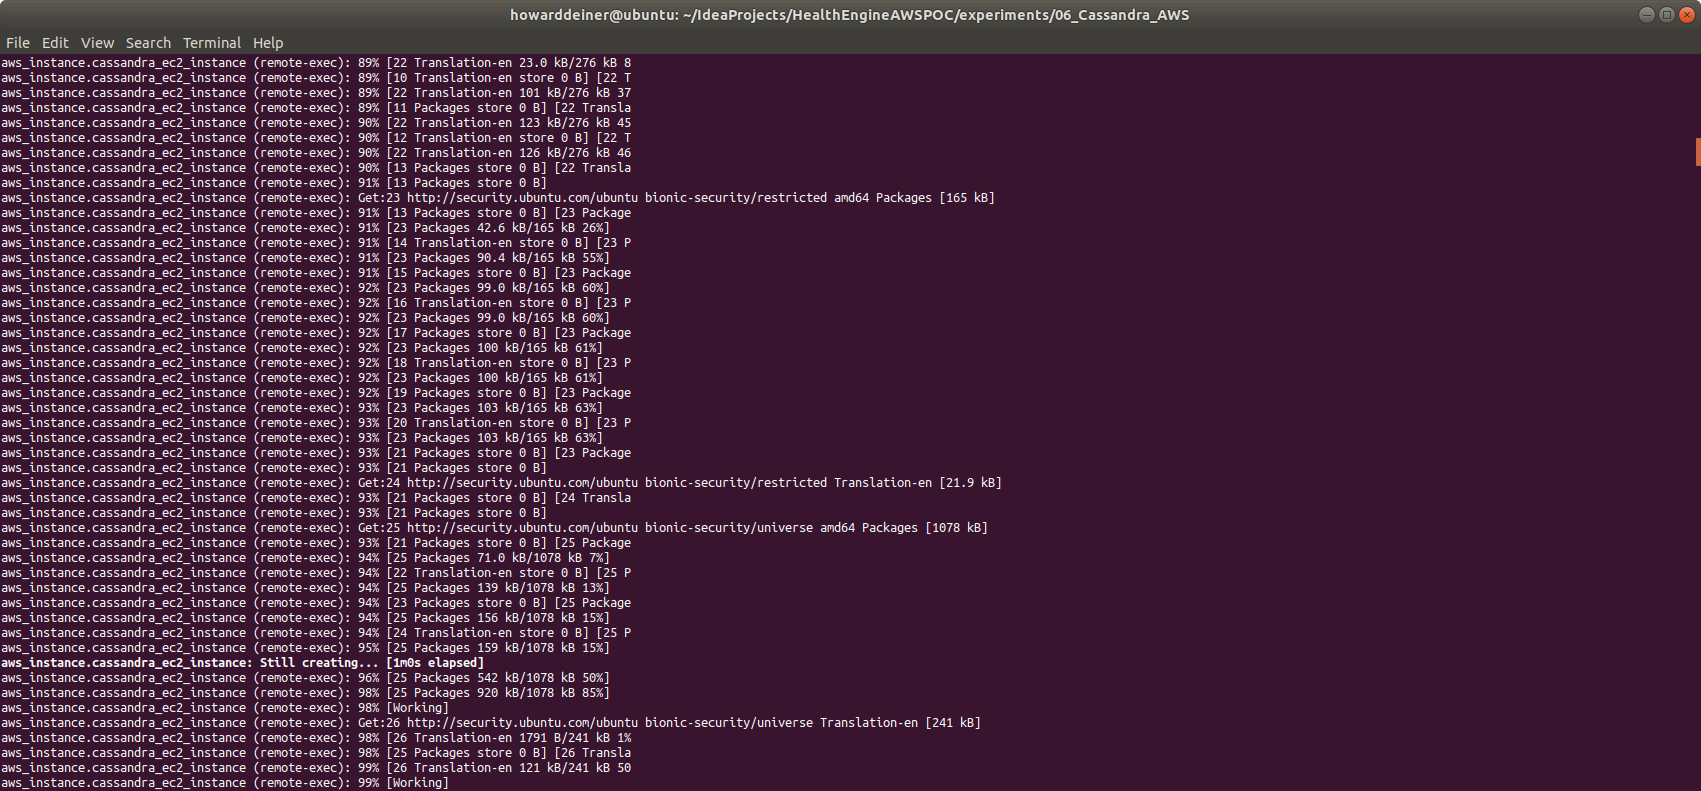 howarddeiner@ubuntu: ~/IdeaProjects/HealthEngineAWSPOC/experiments/06_Cassandra_AWS
File Edit View Search Terminal Help
aws_instance.cassandra_ec2_instance (remote-exec): 89% [22 Translation-en 23.0 kB/276 kB 8
aws_instance.cassandra_ec2_instance (remote-exec): 89% [10 Translation-en store 0 B] [22 T
aws_instance.cassandra_ec2_instance (remote-exec): 89% [22 Translation-en 101 kB/276 kB 37
aws_instance.cassandra_ec2_instance (remote-exec): 89% [11 Packages store 0 B] [22 Transla
aws_instance.cassandra_ec2_instance (remote-exec): 90% [22 Translation-en 123 kB/276 kB 45
aws_instance.cassandra_ec2_instance (remote-exec): 90% [12 Translation-en store 0 B] [22 T
aws_instance.cassandra_ec2_instance (remote-exec): 90% [22 Translation-en 126 kB/276 kB 46
aws_instance.cassandra_ec2_instance (remote-exec): 90% [13 Packages store 0 B] [22 Transla
aws_instance.cassandra_ec2_instance (remote-exec): 91% [13 Packages store 0 B]
aws_instance.cassandra_ec2_instance (remote-exec): Get:23 http://security.ubuntu.com/ubuntu bionic-security/restricted amd64 Packages [165 kB]
aws_instance.cassandra_ec2_instance (remote-exec): 91% [13 Packages store 0 B] [23 Package
aws_instance.cassandra_ec2_instance (remote-exec): 91% [23 Packages 42.6 kB/165 kB 26%]
aws_instance.cassandra_ec2_instance (remote-exec): 91% [14 Translation-en store 0 B] [23 P
aws_instance.cassandra_ec2_instance (remote-exec): 91% [23 Packages 90.4 kB/165 kB 55%]
aws_instance.cassandra_ec2_instance (remote-exec): 91% [15 Packages store 0 B] [23 Package
aws_instance.cassandra_ec2_instance (remote-exec): 92% [23 Packages 99.0 kB/165 kB 60%]
aws_instance.cassandra_ec2_instance (remote-exec): 92% [16 Translation-en store 0 B] [23 P
aws_instance.cassandra_ec2_instance (remote-exec): 92% [23 Packages 99.0 kB/165 kB 60%]
aws_instance.cassandra_ec2_instance (remote-exec): 92% [17 Packages store 0 B] [23 Package
aws_instance.cassandra_ec2_instance (remote-exec): 92% [23 Packages 100 kB/165 kB 61%]
aws_instance.cassandra_ec2_instance (remote-exec): 92% [18 Translation-en store 0 B] [23 P
aws_instance.cassandra_ec2_instance (remote-exec): 92% [23 Packages 100 kB/165 kB 61%]
aws_instance.cassandra_ec2_instance (remote-exec): 92% [19 Packages store 0 B] [23 Package
aws_instance.cassandra_ec2_instance (remote-exec): 93% [23 Packages 103 kB/165 kB 63%]
aws_instance.cassandra_ec2_instance (remote-exec): 93% [20 Translation-en store 0 B] [23 P
aws_instance.cassandra_ec2_instance (remote-exec): 93% [23 Packages 103 kB/165 kB 63%]
aws_instance.cassandra_ec2_instance (remote-exec): 93% [21 Packages store 0 B] [23 Package
aws_instance.cassandra_ec2_instance (remote-exec): 93% [21 Packages store 0 B]
aws_instance.cassandra_ec2_instance (remote-exec): Get:24 http://security.ubuntu.com/ubuntu bionic-security/restricted Translation-en [21.9 kB]
aws_instance.cassandra_ec2_instance (remote-exec): 93% [21 Packages store 0 B] [24 Transla
aws_instance.cassandra_ec2_instance (remote-exec): 93% [21 Packages store 0 B]
aws_instance.cassandra_ec2_instance (remote-exec): Get:25 http://security.ubuntu.com/ubuntu bionic-security/universe amd64 Packages [1078 kB]
aws_instance.cassandra_ec2_instance (remote-exec): 93% [21 Packages store 0 B] [25 Package
aws_instance.cassandra_ec2_instance (remote-exec): 94% [25 Packages 71.0 kB/1078 kB 7%]
aws_instance.cassandra_ec2_instance (remote-exec): 94% [22 Translation-en store 0 B] [25 P
aws_instance.cassandra_ec2_instance (remote-exec): 94% [25 Packages 139 kB/1078 kB 13%]
aws_instance.cassandra_ec2_instance (remote-exec): 94% [23 Packages store 0 B] [25 Package
aws_instance.cassandra_ec2_instance (remote-exec): 94% [25 Packages 156 kB/1078 kB 15%]
aws_instance.cassandra_ec2_instance (remote-exec): 94% [24 Translation-en store 0 B] [25 P
aws_instance.cassandra_ec2_instance (remote-exec): 95% [25 Packages 159 kB/1078 kB 15%]
aws_instance.cassandra_ec2_instance: Still creating... [1m0s elapsed]
aws_instance.cassandra_ec2_instance (remote-exec): 96% [25 Packages 542 kB/1078 kB 50%]
aws_instance.cassandra_ec2_instance (remote-exec): 98% [25 Packages 920 kB/1078 kB 85%]
aws_instance.cassandra_ec2_instance (remote-exec): 98% [Working]
aws_instance.cassandra_ec2_instance (remote-exec): Get:26 http://security.ubuntu.com/ubuntu bionic-security/universe Translation-en [241 kB]
aws_instance.cassandra_ec2_instance (remote-exec): 98% [26 Translation-en 1791 B/241 kB 1%
aws_instance.cassandra_ec2_instance (remote-exec): 98% [25 Packages store 0 B] [26 Transla
aws_instance.cassandra_ec2_instance (remote-exec): 99% [26 Translation-en 121 kB/241 kB 50
aws_instance.cassandra_ec2_instance (remote-exec): 99% [Working]